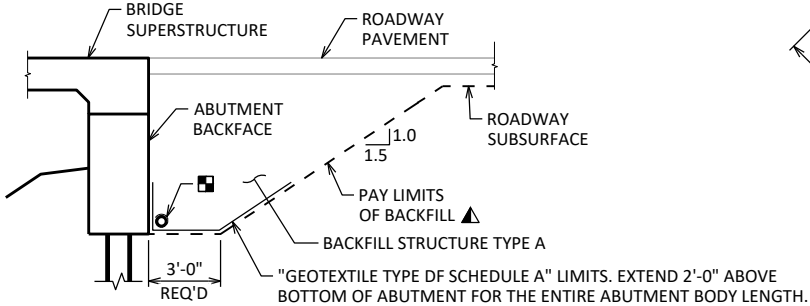 BRIDGE
SUPERSTRUCTURE
ROADWAY
PAVEMENT
ABUTMENT
BACKFACE
ROADWAY
SUBSURFACE
1.0
1.5
PAY LIMITS
OF BACKFILL
BACKFILL STRUCTURE TYPE A
3'-0"
REQ'D
"GEOTEXTILE TYPE DF SCHEDULE A" LIMITS. EXTEND 2'-0" ABOVE
BOTTOM OF ABUTMENT FOR THE ENTIRE ABUTMENT BODY LENGTH.